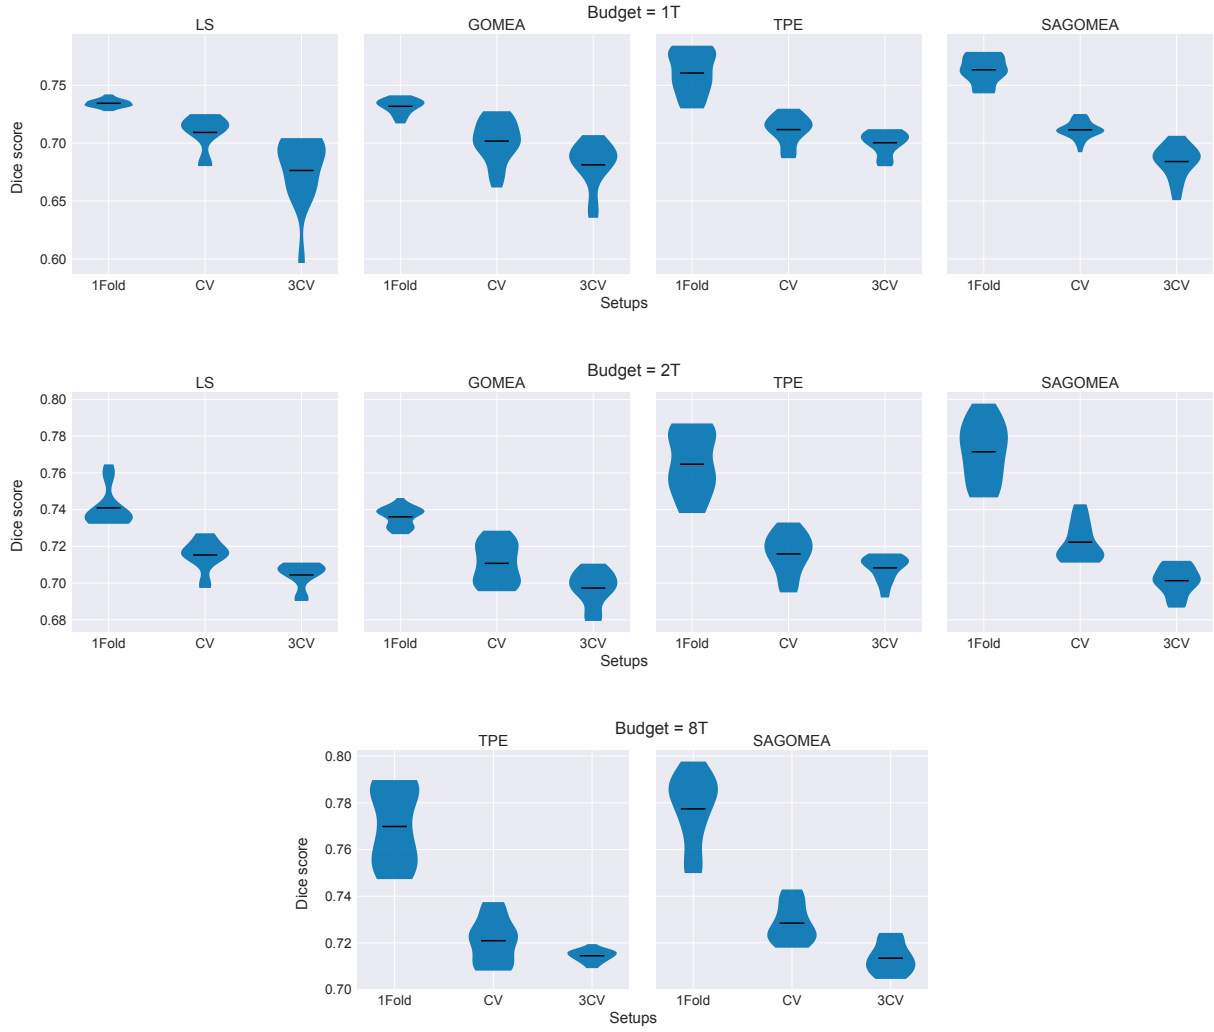 Budget = 1T
LS GOMEA TPE SAGOMEA
Dice score
0.75
0.70
0.65
0.60
1Fold CV 3CV 1Fold CV 3CV 1Fold CV 3CV 1Fold CV 3CV
Setups
Budget = 2T
LS GOMEA TPE SAGOMEA
Dice score
0.80
0.78
0.76
0.74
0.72
0.70
0.68
1Fold CV 3CV 1Fold CV 3CV 1Fold CV 3CV 1Fold CV 3CV
Setups
Budget = 8T
TPE SAGOMEA
Dice score
0.80
0.78
0.76
0.74
0.72
0.70
1Fold CV 3CV 1Fold CV 3CV
Setups